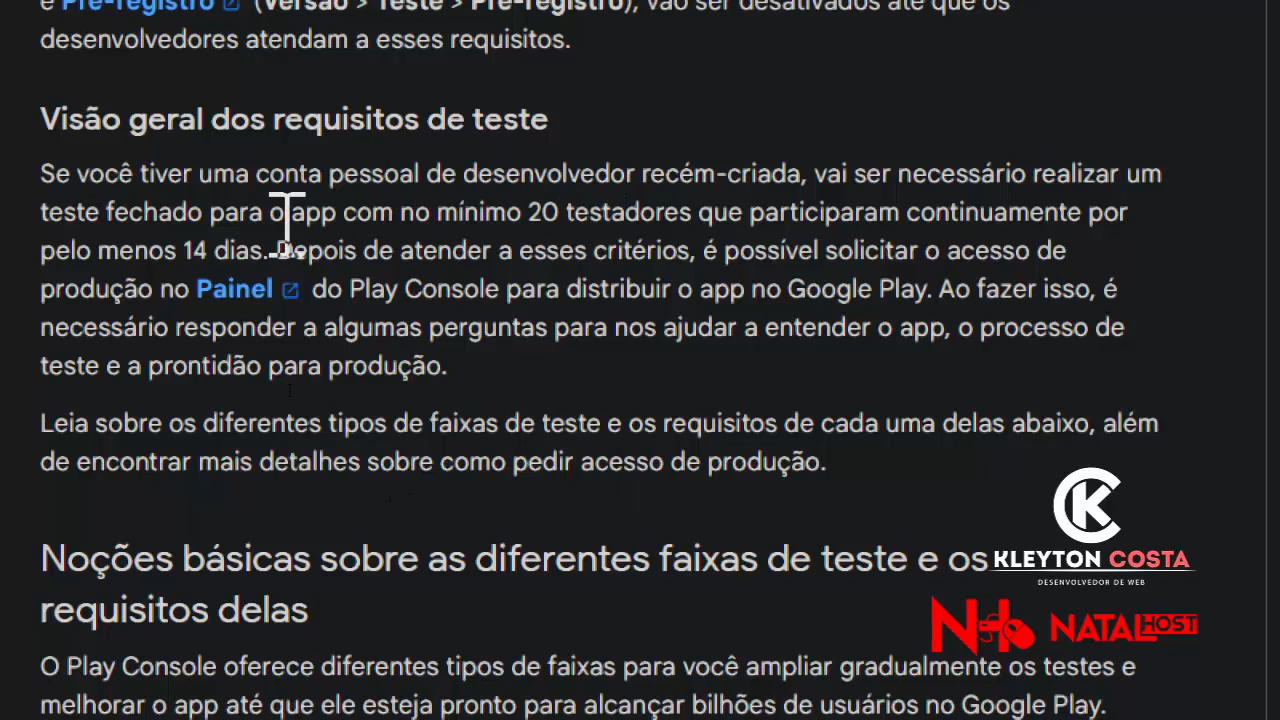 e Pré-registro (Versão > Teste > Pré-registro), vão ser desativados até que os
desenvolvedores atendam a esses requisitos.
Visão geral dos requisitos de teste
Se você tiver uma conta pessoal de desenvolvedor recém-criada, vai ser necessário realizar um
teste fechado para o app com no mínimo 20 testadores que participaram continuamente por
pelo menos 14 dias. Depois de atender a esses critérios, é possível solicitar o acesso de
produção no Painel do Play Console para distribuir o app no Google Play. Ao fazer isso, é
necessário responder a algumas perguntas para nos ajudar a entender o app, o processo de
teste e a prontidão para produção.
Leia sobre os diferentes tipos de faixas de teste e os requisitos de cada uma delas abaixo, além
de encontrar mais detalhes sobre como pedir acesso de produção.
Noções básicas sobre as diferentes faixas de teste e os
requisitos delas
CK
KLEYTON COSTA
DESENVOLVEDOR DE WEB
NH
NATALHOST
O Play Console oferece diferentes tipos de faixas para você ampliar gradualmente os testes e
melhorar o app até que ele esteja pronto para alcançar bilhões de usuários no Google Play.